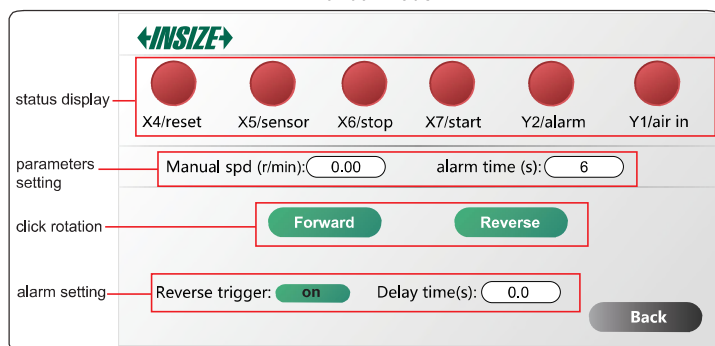 INSIZE
status display
X4/reset X5/sensor X6/stop X7/start Y2/alarm Y1/air in
parameters setting
Manual spd (r/min): 0.00 alarm time (s): 6
click rotation
Forward Reverse
alarm setting
Reverse trigger: on Delay time(s): 0.0
Back